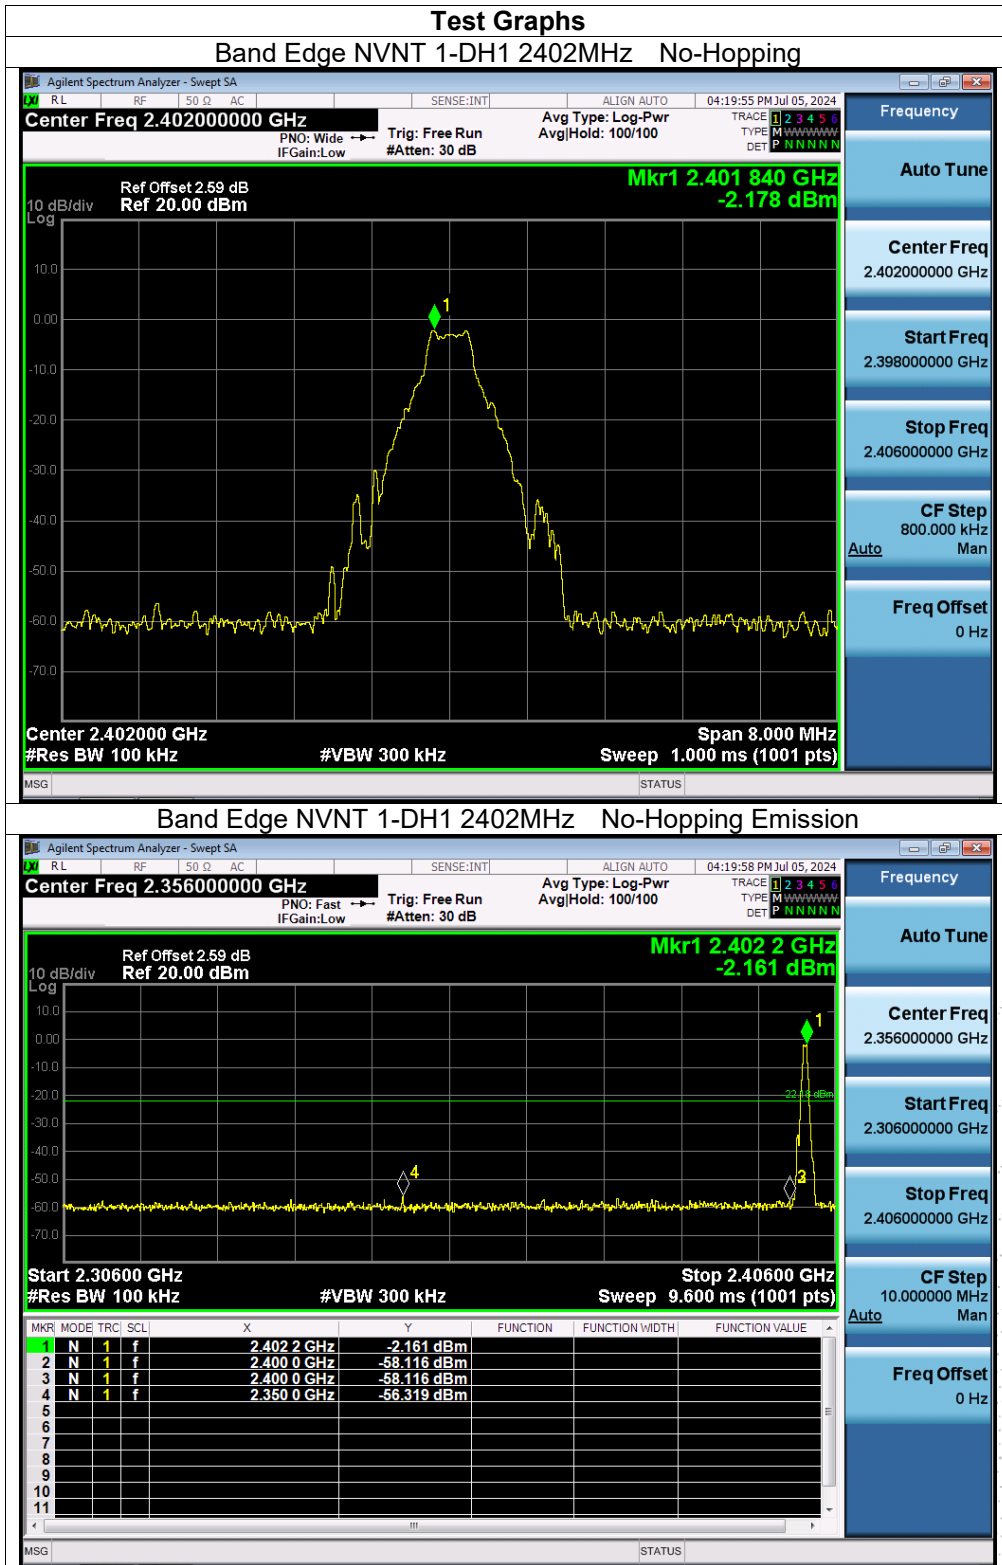 Test Graphs
Band Edge NVNT 1-DH1 2402MHz No-Hopping
Agilent Spectrum Analyzer - Swept SA
LXI RL RF 50 Ω AC SENSE:INT ALIGN AUTO 04:19:55 PM Jul 05, 2024
Center Freq 2.402000000 GHz
PNO: Wide
IFGain:Low
Trig: Free Run
#Atten: 30 dB
Avg Type: Log-Pwr
Avg|Hold: 100/100
TRACE 1 2 3 4 5 6
TYPE M WWWWW
DET P N N N N N
Ref Offset 2.59 dB
10 dB/div Ref 20.00 dBm
Log
Mkr1 2.401 840 GHz
-2.178 dBm
10.0
0.00
-10.0
-20.0
-30.0
-40.0
-50.0
-60.0
-70.0
1
Center 2.402000 GHz Span 8.000 MHz
#Res BW 100 kHz #VBW 300 kHz Sweep 1.000 ms (1001 pts)
MSG STATUS
Frequency
Auto Tune
Center Freq
2.402000000 GHz
Start Freq
2.398000000 GHz
Stop Freq
2.406000000 GHz
CF Step
800.000 kHz
Auto Man
Freq Offset
0 Hz
Band Edge NVNT 1-DH1 2402MHz No-Hopping Emission
Agilent Spectrum Analyzer - Swept SA
LXI RL RF 50 Ω AC SENSE:INT ALIGN AUTO 04:19:58 PM Jul 05, 2024
Center Freq 2.356000000 GHz
PNO: Fast
IFGain:Low
Trig: Free Run
#Atten: 30 dB
Avg Type: Log-Pwr
Avg|Hold: 100/100
TRACE 1 2 3 4 5 6
TYPE M WWWWW
DET P N N N N N
Ref Offset 2.59 dB
10 dB/div Ref 20.00 dBm
Log
Mkr1 2.402 2 GHz
-2.161 dBm
10.0
0.00
-10.0
-20.0
-30.0
-40.0
-50.0
-60.0
-70.0
1
4
Start 2.30600 GHz Stop 2.40600 GHz
#Res BW 100 kHz #VBW 300 kHz Sweep 9.600 ms (1001 pts)
MKR MODE TRC SCL X Y FUNCTION FUNCTION WIDTH FUNCTION VALUE
1 N 1 f 2.402 2 GHz -2.161 dBm
2 N 1 f 2.400 0 GHz -58.116 dBm
3 N 1 f 2.400 0 GHz -58.116 dBm
4 N 1 f 2.350 0 GHz -56.319 dBm
5
6
7
8
9
10
11
MSG STATUS
Frequency
Auto Tune
Center Freq
2.356000000 GHz
Start Freq
2.306000000 GHz
Stop Freq
2.406000000 GHz
CF Step
10.000000 MHz
Auto Man
Freq Offset
0 Hz